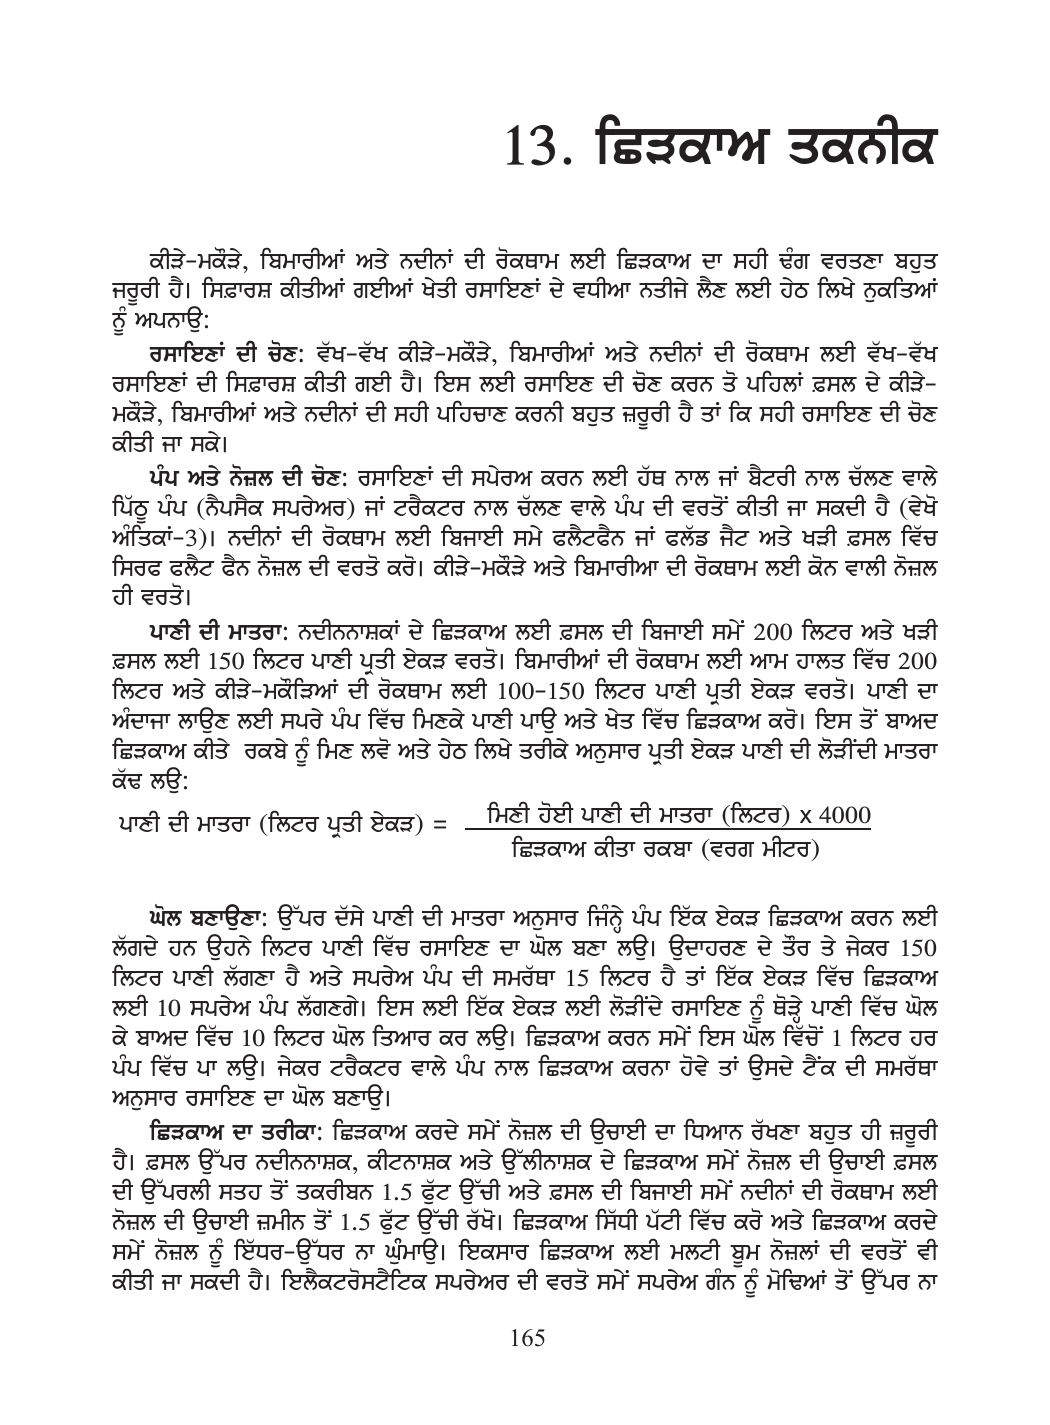 13. ਛਿੜਕਾਅ ਤਕਨੀਕ
ਕੀੜੇ-ਮਕੌੜੇ, ਬਿਮਾਰੀਆਂ ਅਤੇ ਨਦੀਨਾਂ ਦੀ ਰੋਕਥਾਮ ਲਈ ਛਿੜਕਾਅ ਦਾ ਸਹੀ ਢੰਗ ਵਰਤਣਾ ਬਹੁਤ
ਜਰੂਰੀ ਹੈ। ਸਿਫ਼ਾਰਸ਼ ਕੀਤੀਆਂ ਗਈਆਂ ਖੇਤੀ ਰਸਾਇਣਾਂ ਦੇ ਵਧੀਆ ਨਤੀਜੇ ਲੈਣ ਲਈ ਹੇਠ ਲਿਖੇ ਨੁਕਤਿਆਂ
ਨੂੰ ਅਪਨਾਉ:
ਰਸਾਇਣਾਂ ਦੀ ਚੋਣ: ਵੱਖ-ਵੱਖ ਕੀੜੇ-ਮਕੌੜੇ, ਬਿਮਾਰੀਆਂ ਅਤੇ ਨਦੀਨਾਂ ਦੀ ਰੋਕਥਾਮ ਲਈ ਵੱਖ-ਵੱਖ
ਰਸਾਇਣਾਂ ਦੀ ਸਿਫ਼ਾਰਸ਼ ਕੀਤੀ ਗਈ ਹੈ। ਇਸ ਲਈ ਰਸਾਇਣ ਦੀ ਚੋਣ ਕਰਨ ਤੋ ਪਹਿਲਾਂ ਫ਼ਸਲ ਦੇ ਕੀੜੇ-
ਮਕੌੜੇ, ਬਿਮਾਰੀਆਂ ਅਤੇ ਨਦੀਨਾਂ ਦੀ ਸਹੀ ਪਹਿਚਾਣ ਕਰਨੀ ਬਹੁਤ ਜ਼ਰੂਰੀ ਹੈ ਤਾਂ ਕਿ ਸਹੀ ਰਸਾਇਣ ਦੀ ਚੋਣ
ਕੀਤੀ ਜਾ ਸਕੇ।
ਪੰਪ ਅਤੇ ਨੋਜ਼ਲ ਦੀ ਚੋਣ: ਰਸਾਇਣਾਂ ਦੀ ਸਪੇਰਅ ਕਰਨ ਲਈ ਹੱਥ ਨਾਲ ਜਾਂ ਬੈਟਰੀ ਨਾਲ ਚੱਲਣ ਵਾਲੇ
ਪਿੱਠੂ ਪੰਪ (ਨੈਪਸੈਕ ਸਪਰੇਅਰ) ਜਾਂ ਟਰੈਕਟਰ ਨਾਲ ਚੱਲਣ ਵਾਲੇ ਪੰਪ ਦੀ ਵਰਤੋਂ ਕੀਤੀ ਜਾ ਸਕਦੀ ਹੈ (ਵੇਖੋ
ਅੰਤਿਕਾਂ-3)। ਨਦੀਨਾਂ ਦੀ ਰੋਕਥਾਮ ਲਈ ਬਿਜਾਈ ਸਮੇ ਫਲੈਟਫੈਨ ਜਾਂ ਫਲੱਡ ਜੈਟ ਅਤੇ ਖੜੀ ਫ਼ਸਲ ਵਿੱਚ
ਸਿਰਫ ਫਲੈਟ ਫੈਨ ਨੋਜ਼ਲ ਦੀ ਵਰਤੋ ਕਰੋ। ਕੀੜੇ-ਮਕੌੜੇ ਅਤੇ ਬਿਮਾਰੀਆ ਦੀ ਰੋਕਥਾਮ ਲਈ ਕੋਨ ਵਾਲੀ ਨੋਜ਼ਲ
ਹੀ ਵਰਤੋ।
ਪਾਣੀ ਦੀ ਮਾਤਰਾ: ਨਦੀਨਨਾਸ਼ਕਾਂ ਦੇ ਛਿੜਕਾਅ ਲਈ ਫ਼ਸਲ ਦੀ ਬਿਜਾਈ ਸਮੇਂ 200 ਲਿਟਰ ਅਤੇ ਖੜੀ
ਫ਼ਸਲ ਲਈ 150 ਲਿਟਰ ਪਾਣੀ ਪ੍ਰਤੀ ਏਕੜ ਵਰਤੋ। ਬਿਮਾਰੀਆਂ ਦੀ ਰੋਕਥਾਮ ਲਈ ਆਮ ਹਾਲਤ ਵਿੱਚ 200
ਲਿਟਰ ਅਤੇ ਕੀੜੇ-ਮਕੌੜਿਆਂ ਦੀ ਰੋਕਥਾਮ ਲਈ 100-150 ਲਿਟਰ ਪਾਣੀ ਪ੍ਰਤੀ ਏਕੜ ਵਰਤੋ। ਪਾਣੀ ਦਾ
ਅੰਦਾਜਾ ਲਾਉਣ ਲਈ ਸਪਰੇ ਪੰਪ ਵਿੱਚ ਮਿਣਕੇ ਪਾਣੀ ਪਾਉ ਅਤੇ ਖੇਤ ਵਿੱਚ ਛਿੜਕਾਅ ਕਰੋ। ਇਸ ਤੋਂ ਬਾਅਦ
ਛਿੜਕਾਅ ਕੀਤੇ ਰਕਬੇ ਨੂੰ ਮਿਣ ਲਵੋ ਅਤੇ ਹੇਠ ਲਿਖੇ ਤਰੀਕੇ ਅਨੁਸਾਰ ਪ੍ਰਤੀ ਏਕੜ ਪਾਣੀ ਦੀ ਲੋੜੀਂਦੀ ਮਾਤਰਾ
ਕੱਢ ਲਉ:
ਪਾਣੀ ਦੀ ਮਾਤਰਾ (ਲਿਟਰ ਪ੍ਰਤੀ ਏਕੜ) = ਮਿਣੀ ਹੋਈ ਪਾਣੀ ਦੀ ਮਾਤਰਾ (ਲਿਟਰ) x 4000
ਛਿੜਕਾਅ ਕੀਤਾ ਰਕਬਾ (ਵਰਗ ਮੀਟਰ)
ਘੋਲ ਬਣਾਉਣਾ: ਉੱਪਰ ਦੱਸੇ ਪਾਣੀ ਦੀ ਮਾਤਰਾ ਅਨੁਸਾਰ ਜਿੰਨ੍ਹੇ ਪੰਪ ਇੱਕ ਏਕੜ ਛਿੜਕਾਅ ਕਰਨ ਲਈ
ਲੱਗਦੇ ਹਨ ਉਹਨੇ ਲਿਟਰ ਪਾਣੀ ਵਿੱਚ ਰਸਾਇਣ ਦਾ ਘੋਲ ਬਣਾ ਲਉ। ਉਦਾਹਰਣ ਦੇ ਤੌਰ ਤੇ ਜੇਕਰ 150
ਲਿਟਰ ਪਾਣੀ ਲੱਗਣਾ ਹੈ ਅਤੇ ਸਪਰੇਅ ਪੰਪ ਦੀ ਸਮਰੱਥਾ 15 ਲਿਟਰ ਹੈ ਤਾਂ ਇੱਕ ਏਕੜ ਵਿੱਚ ਛਿੜਕਾਅ
ਲਈ 10 ਸਪਰੇਅ ਪੰਪ ਲੱਗਣਗੇ। ਇਸ ਲਈ ਇੱਕ ਏਕੜ ਲਈ ਲੋੜੀਂਦੇ ਰਸਾਇਣ ਨੂੰ ਥੋੜ੍ਹੇ ਪਾਣੀ ਵਿੱਚ ਘੋਲ
ਕੇ ਬਾਅਦ ਵਿੱਚ 10 ਲਿਟਰ ਘੋਲ ਤਿਆਰ ਕਰ ਲਉ। ਛਿੜਕਾਅ ਕਰਨ ਸਮੇਂ ਇਸ ਘੋਲ ਵਿੱਚੋਂ 1 ਲਿਟਰ ਹਰ
ਪੰਪ ਵਿੱਚ ਪਾ ਲਉ। ਜੇਕਰ ਟਰੈਕਟਰ ਵਾਲੇ ਪੰਪ ਨਾਲ ਛਿੜਕਾਅ ਕਰਨਾ ਹੋਵੇ ਤਾਂ ਉਸਦੇ ਟੈਂਕ ਦੀ ਸਮਰੱਥਾ
ਅਨੁਸਾਰ ਰਸਾਇਣ ਦਾ ਘੋਲ ਬਣਾਉ।
ਛਿੜਕਾਅ ਦਾ ਤਰੀਕਾ: ਛਿੜਕਾਅ ਕਰਦੇ ਸਮੇਂ ਨੋਜ਼ਲ ਦੀ ਉਚਾਈ ਦਾ ਧਿਆਨ ਰੱਖਣਾ ਬਹੁਤ ਹੀ ਜ਼ਰੂਰੀ
ਹੈ। ਫ਼ਸਲ ਉੱਪਰ ਨਦੀਨਨਾਸ਼ਕ, ਕੀਟਨਾਸ਼ਕ ਅਤੇ ਉੱਲੀਨਾਸ਼ਕ ਦੇ ਛਿੜਕਾਅ ਸਮੇਂ ਨੋਜ਼ਲ ਦੀ ਉਚਾਈ ਫ਼ਸਲ
ਦੀ ਉੱਪਰਲੀ ਸਤਹ ਤੋਂ ਤਕਰੀਬਨ 1.5 ਫੁੱਟ ਉੱਚੀ ਅਤੇ ਫ਼ਸਲ ਦੀ ਬਿਜਾਈ ਸਮੇਂ ਨਦੀਨਾਂ ਦੀ ਰੋਕਥਾਮ ਲਈ
ਨੋਜ਼ਲ ਦੀ ਉਚਾਈ ਜ਼ਮੀਨ ਤੋਂ 1.5 ਫੁੱਟ ਉੱਚੀ ਰੱਖੋ। ਛਿੜਕਾਅ ਸਿੱਧੀ ਪੱਟੀ ਵਿੱਚ ਕਰੋ ਅਤੇ ਛਿੜਕਾਅ ਕਰਦੇ
ਸਮੇਂ ਨੋਜ਼ਲ ਨੂੰ ਇੱਧਰ-ਉੱਧਰ ਨਾ ਘੁੰਮਾਉ। ਇਕਸਾਰ ਛਿੜਕਾਅ ਲਈ ਮਲਟੀ ਬੂਮ ਨੋਜ਼ਲਾਂ ਦੀ ਵਰਤੋਂ ਵੀ
ਕੀਤੀ ਜਾ ਸਕਦੀ ਹੈ। ਇਲੈਕਟਰੋਸਟੈਟਿਕ ਸਪਰੇਅਰ ਦੀ ਵਰਤੋ ਸਮੇਂ ਸਪਰੇਅ ਗੰਨ ਨੂੰ ਮੋਢਿਆਂ ਤੋਂ ਉੱਪਰ ਨਾ
165